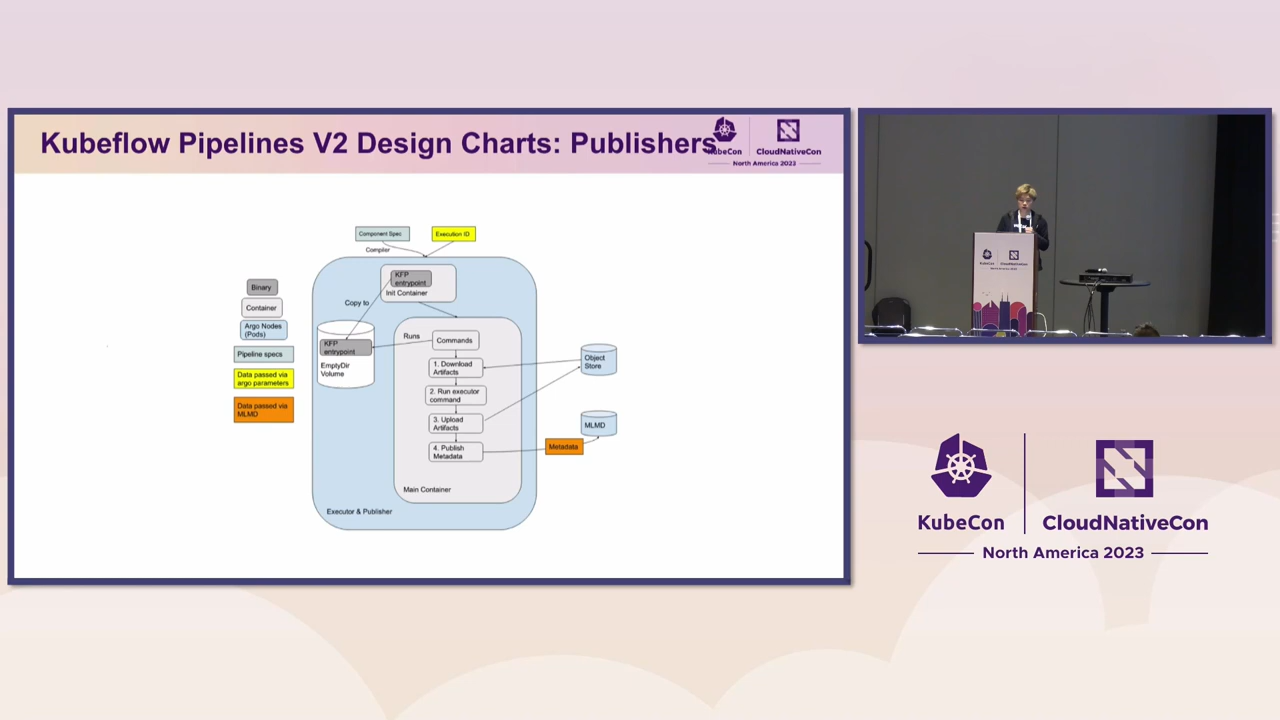 Kubeflow Pipelines V2 Design Charts: Publishers
KubeCon
CloudNativeCon
North America 2023
Component Spec
Execution ID
Compiler
KFP
entrypoint
Init Container
Copy to
Binary
Container
Argo Nodes
(Pods)
Pipeline specs
Data passed via
argo parameters
Data passed via
MLMD
KFP
entrypoint
EmptyDir
Volume
Runs
Commands
1. Download
Artifacts
2. Run executor
command
3. Upload
Artifacts
4. Publish
Metadata
Main Container
Executor & Publisher
Object
Store
MLMD
Metadata
KubeCon
CloudNativeCon
North America 2023